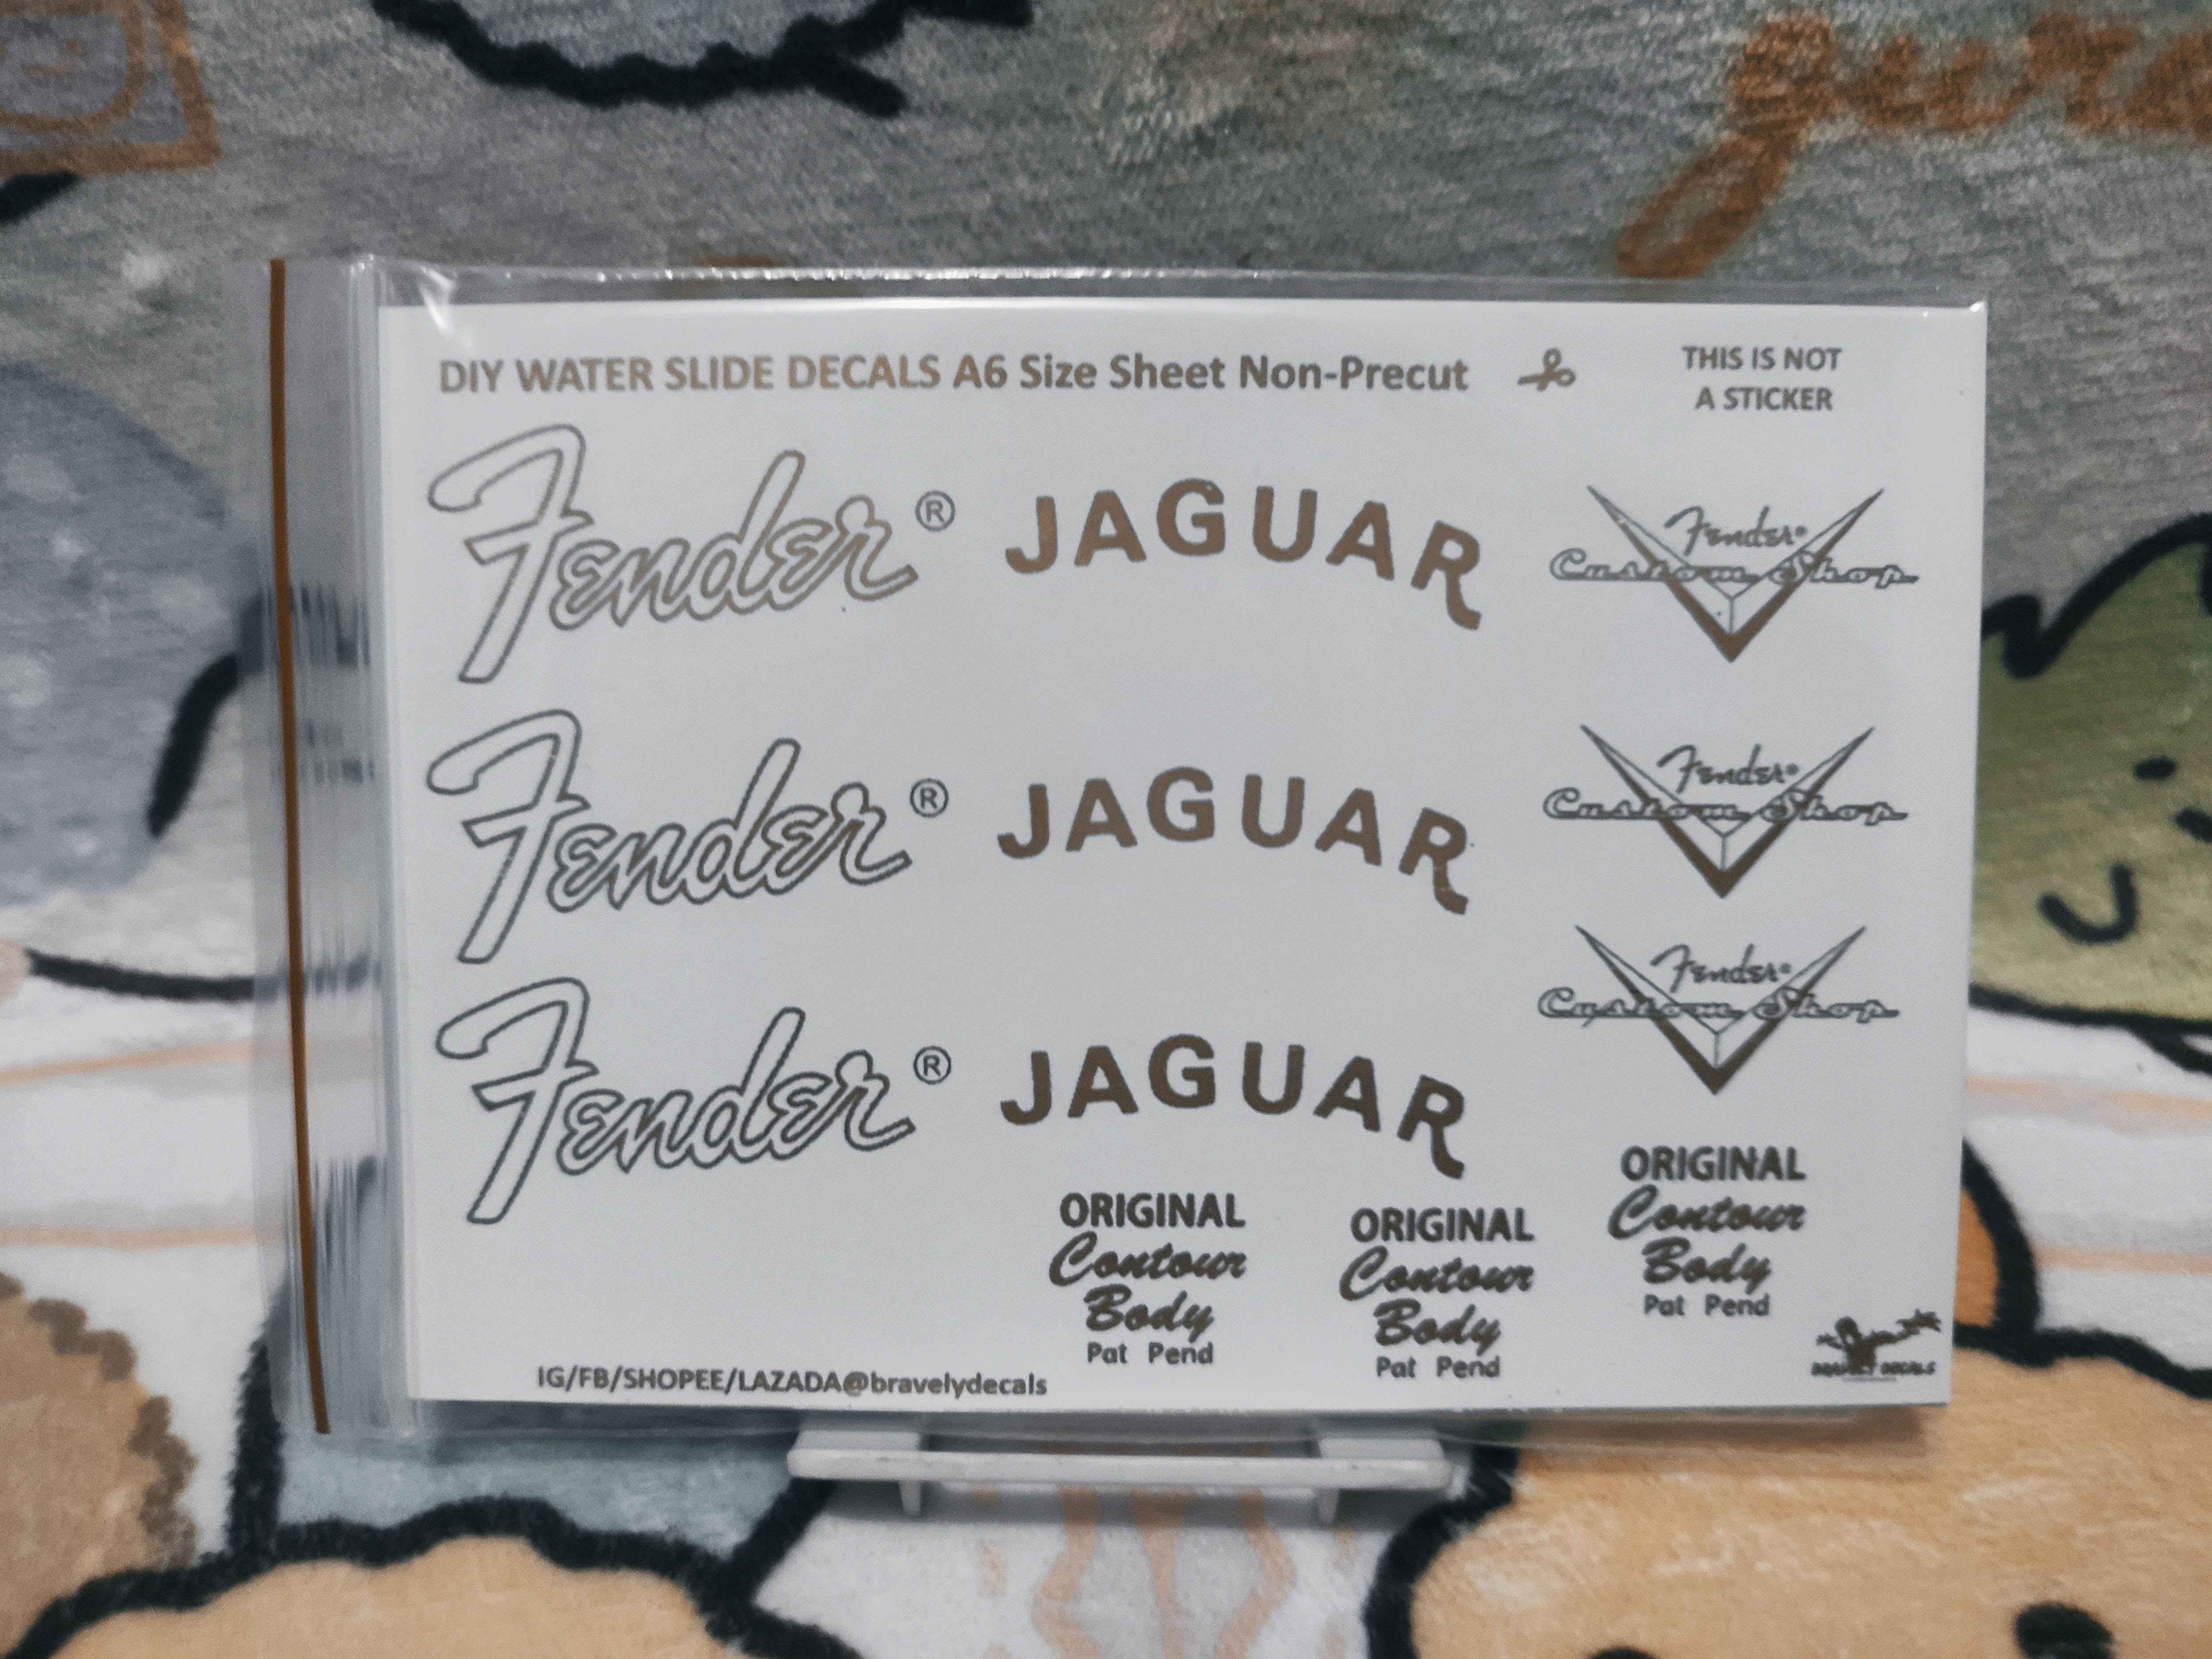 DIY WATER SLIDE DECALS A6 Size Sheet Non-Precut
THIS IS NOT
A STICKER
Fender® JAGUAR
Fender®
Custom Shop
Fender® JAGUAR
Fender®
Custom Shop
Fender® JAGUAR
Fender®
Custom Shop
ORIGINAL
Contour
Body
Pat Pend
ORIGINAL
Contour
Body
Pat Pend
ORIGINAL
Contour
Body
Pat Pend
IG/FB/SHOPEE/LAZADA@bravelydecals
BRAVELY DECALS